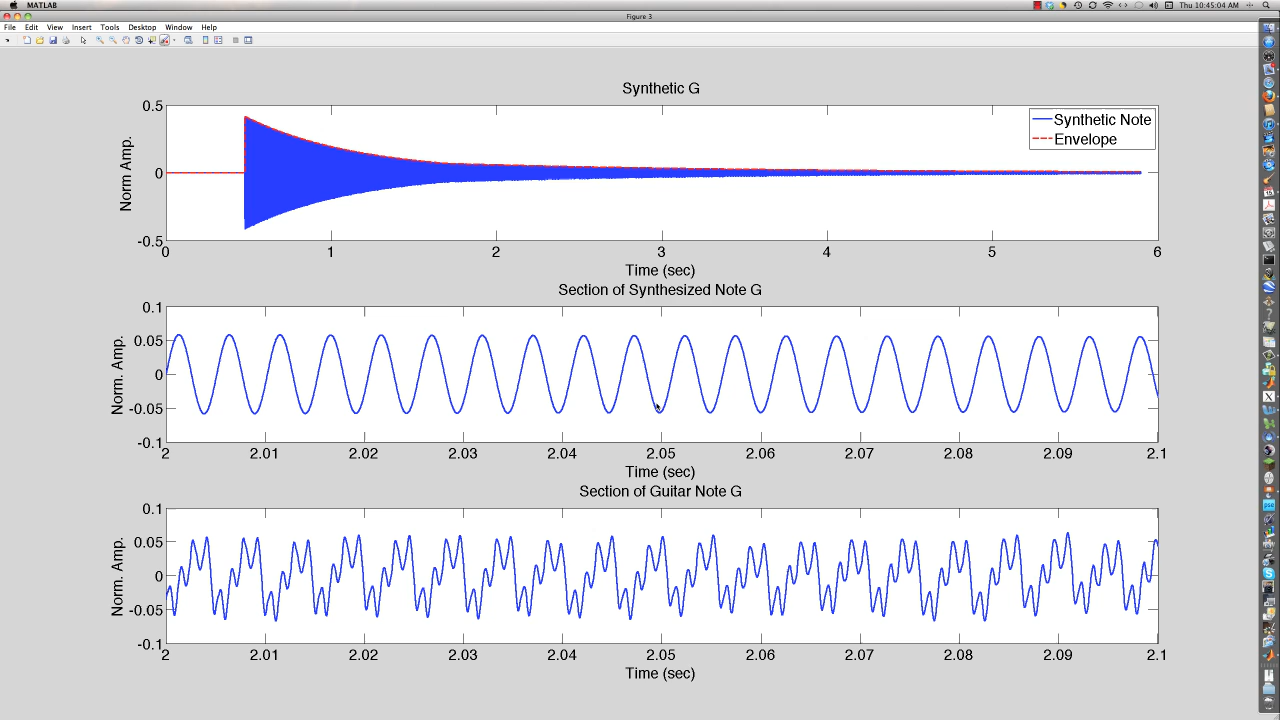 MATLAB Thu 10:45:04 AM
Figure 3
File Edit View Insert Tools Desktop Window Help
Synthetic G
Synthetic Note
Envelope
Norm Amp.
0.5
0
-0.5
0 1 2 3 4 5 6
Time (sec)
Section of Synthesized Note G
Norm. Amp.
0.1
0.05
0
-0.05
-0.1
2 2.01 2.02 2.03 2.04 2.05 2.06 2.07 2.08 2.09 2.1
Time (sec)
Section of Guitar Note G
Norm. Amp.
0.1
0.05
0
-0.05
-0.1
2 2.01 2.02 2.03 2.04 2.05 2.06 2.07 2.08 2.09 2.1
Time (sec)